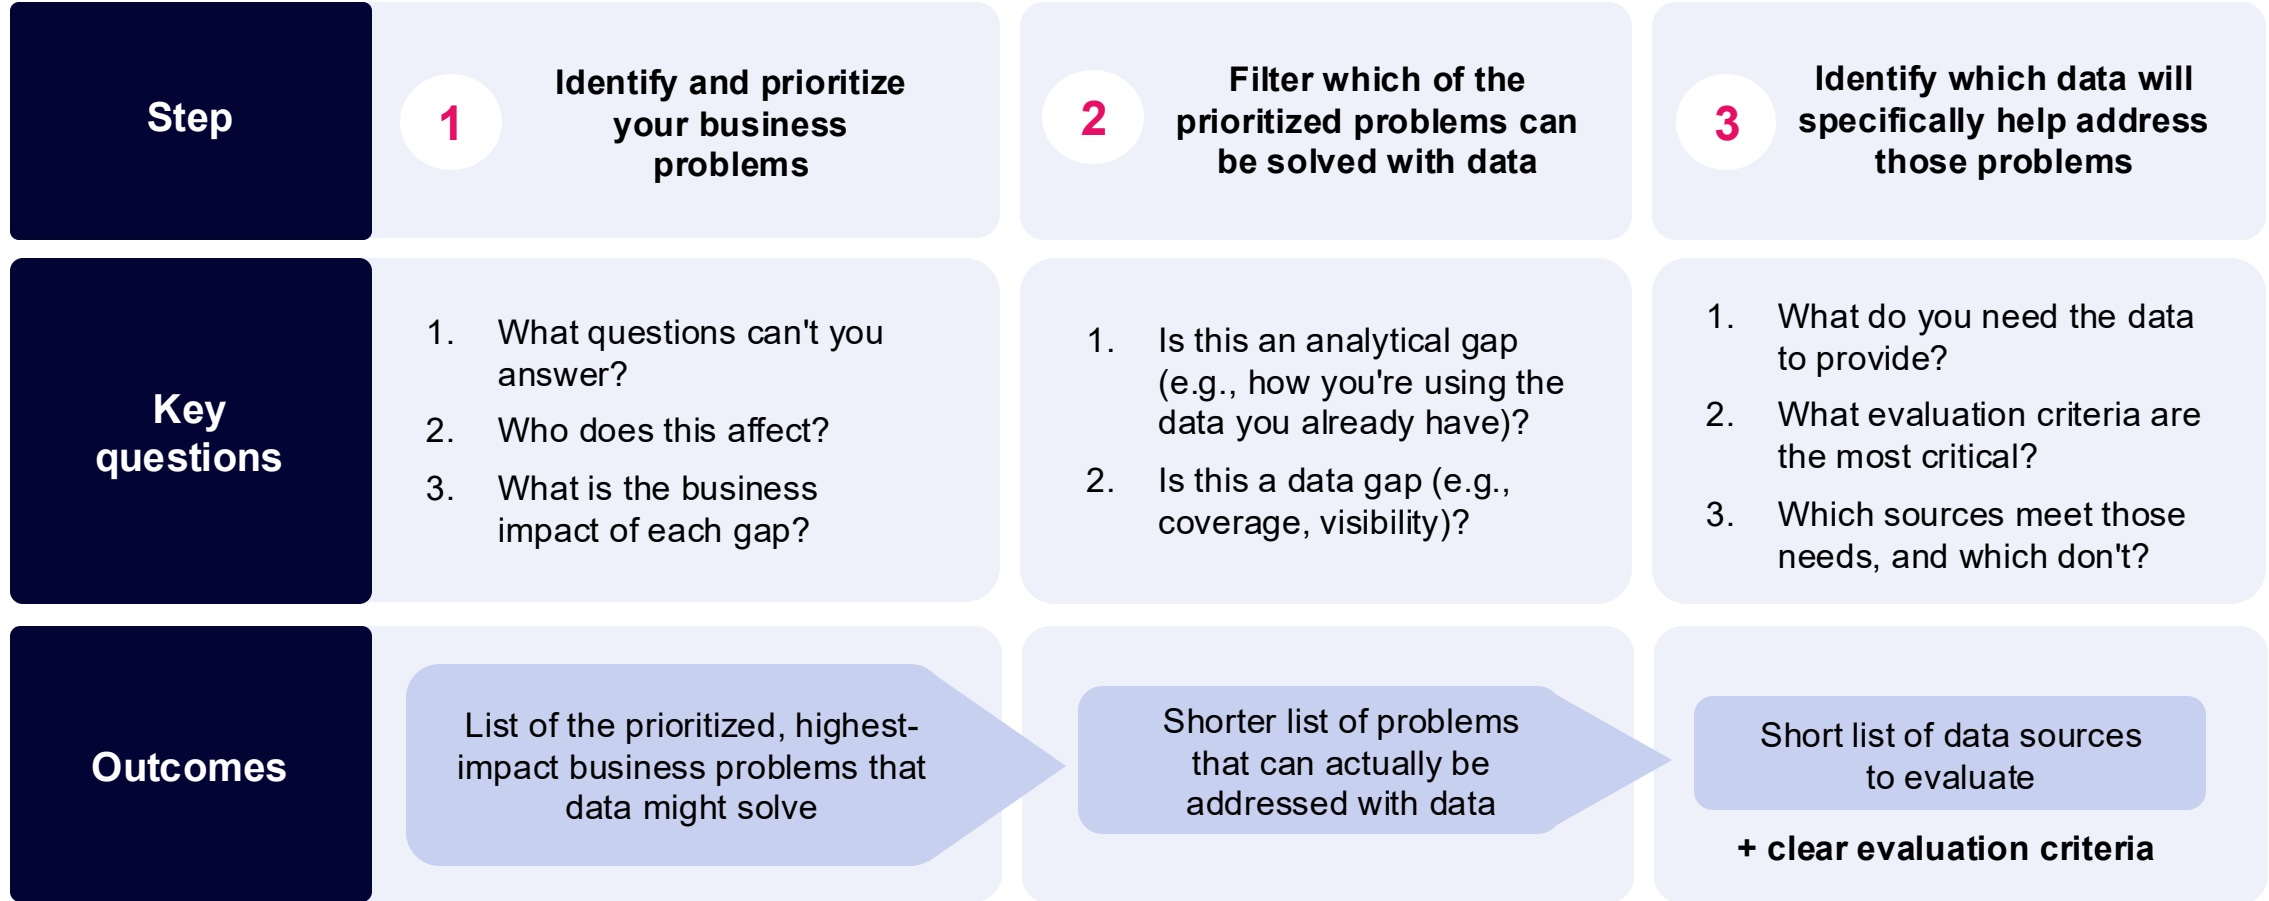 Step
1
Identify and prioritize
your business
problems
2
Filter which of the
prioritized problems can
be solved with data
3
Identify which data will
specifically help address
those problems
Key
questions
1. What questions can't you
answer?
2. Who does this affect?
3. What is the business
impact of each gap?
1. Is this an analytical gap
(e.g., how you're using the
data you already have)?
2. Is this a data gap (e.g.,
coverage, visibility)?
1. What do you need the data
to provide?
2. What evaluation criteria are
the most critical?
3. Which sources meet those
needs, and which don't?
Outcomes
List of the prioritized, highest-
impact business problems that
data might solve
Shorter list of problems
that can actually be
addressed with data
Short list of data sources
to evaluate
+ clear evaluation criteria